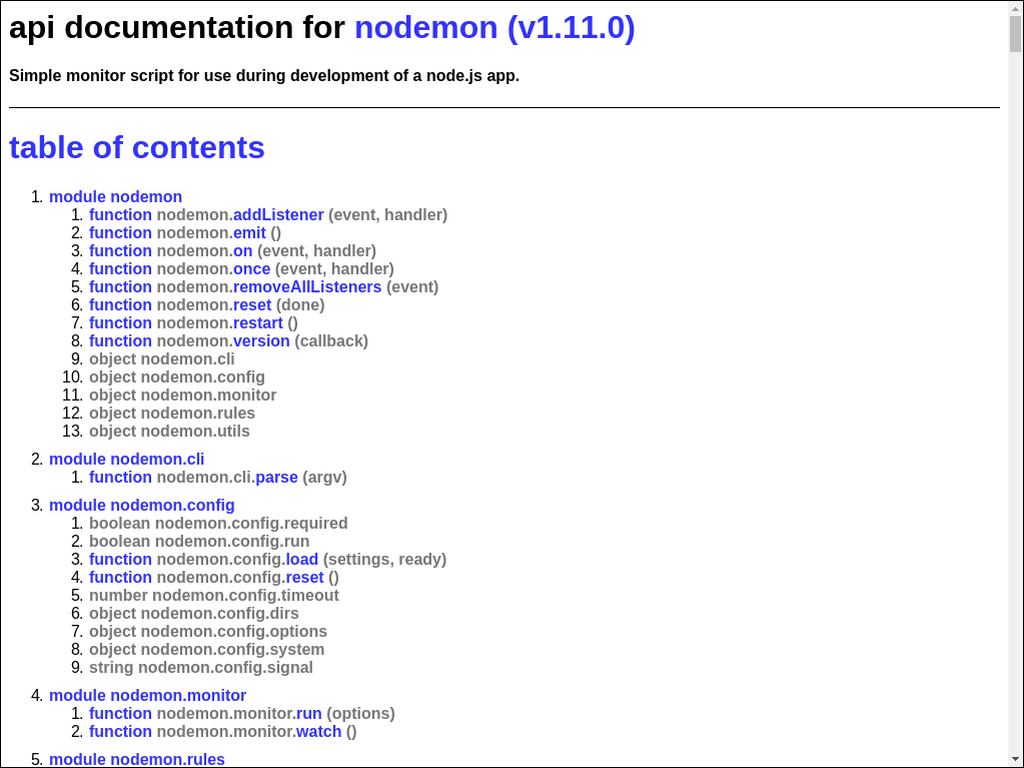 api documentation for nodemon (v1.11.0)
Simple monitor script for use during development of a node.js app.
table of contents
1. module nodemon
1. function nodemon.addListener (event, handler)
2. function nodemon.emit ()
3. function nodemon.on (event, handler)
4. function nodemon.once (event, handler)
5. function nodemon.removeAllListeners (event)
6. function nodemon.reset (done)
7. function nodemon.restart ()
8. function nodemon.version (callback)
9. object nodemon.cli
10. object nodemon.config
11. object nodemon.monitor
12. object nodemon.rules
13. object nodemon.utils
2. module nodemon.cli
1. function nodemon.cli.parse (argv)
3. module nodemon.config
1. boolean nodemon.config.required
2. boolean nodemon.config.run
3. function nodemon.config.load (settings, ready)
4. function nodemon.config.reset ()
5. number nodemon.config.timeout
6. object nodemon.config.dirs
7. object nodemon.config.options
8. object nodemon.config.system
9. string nodemon.config.signal
4. module nodemon.monitor
1. function nodemon.monitor.run (options)
2. function nodemon.monitor.watch ()
5. module nodemon.rules